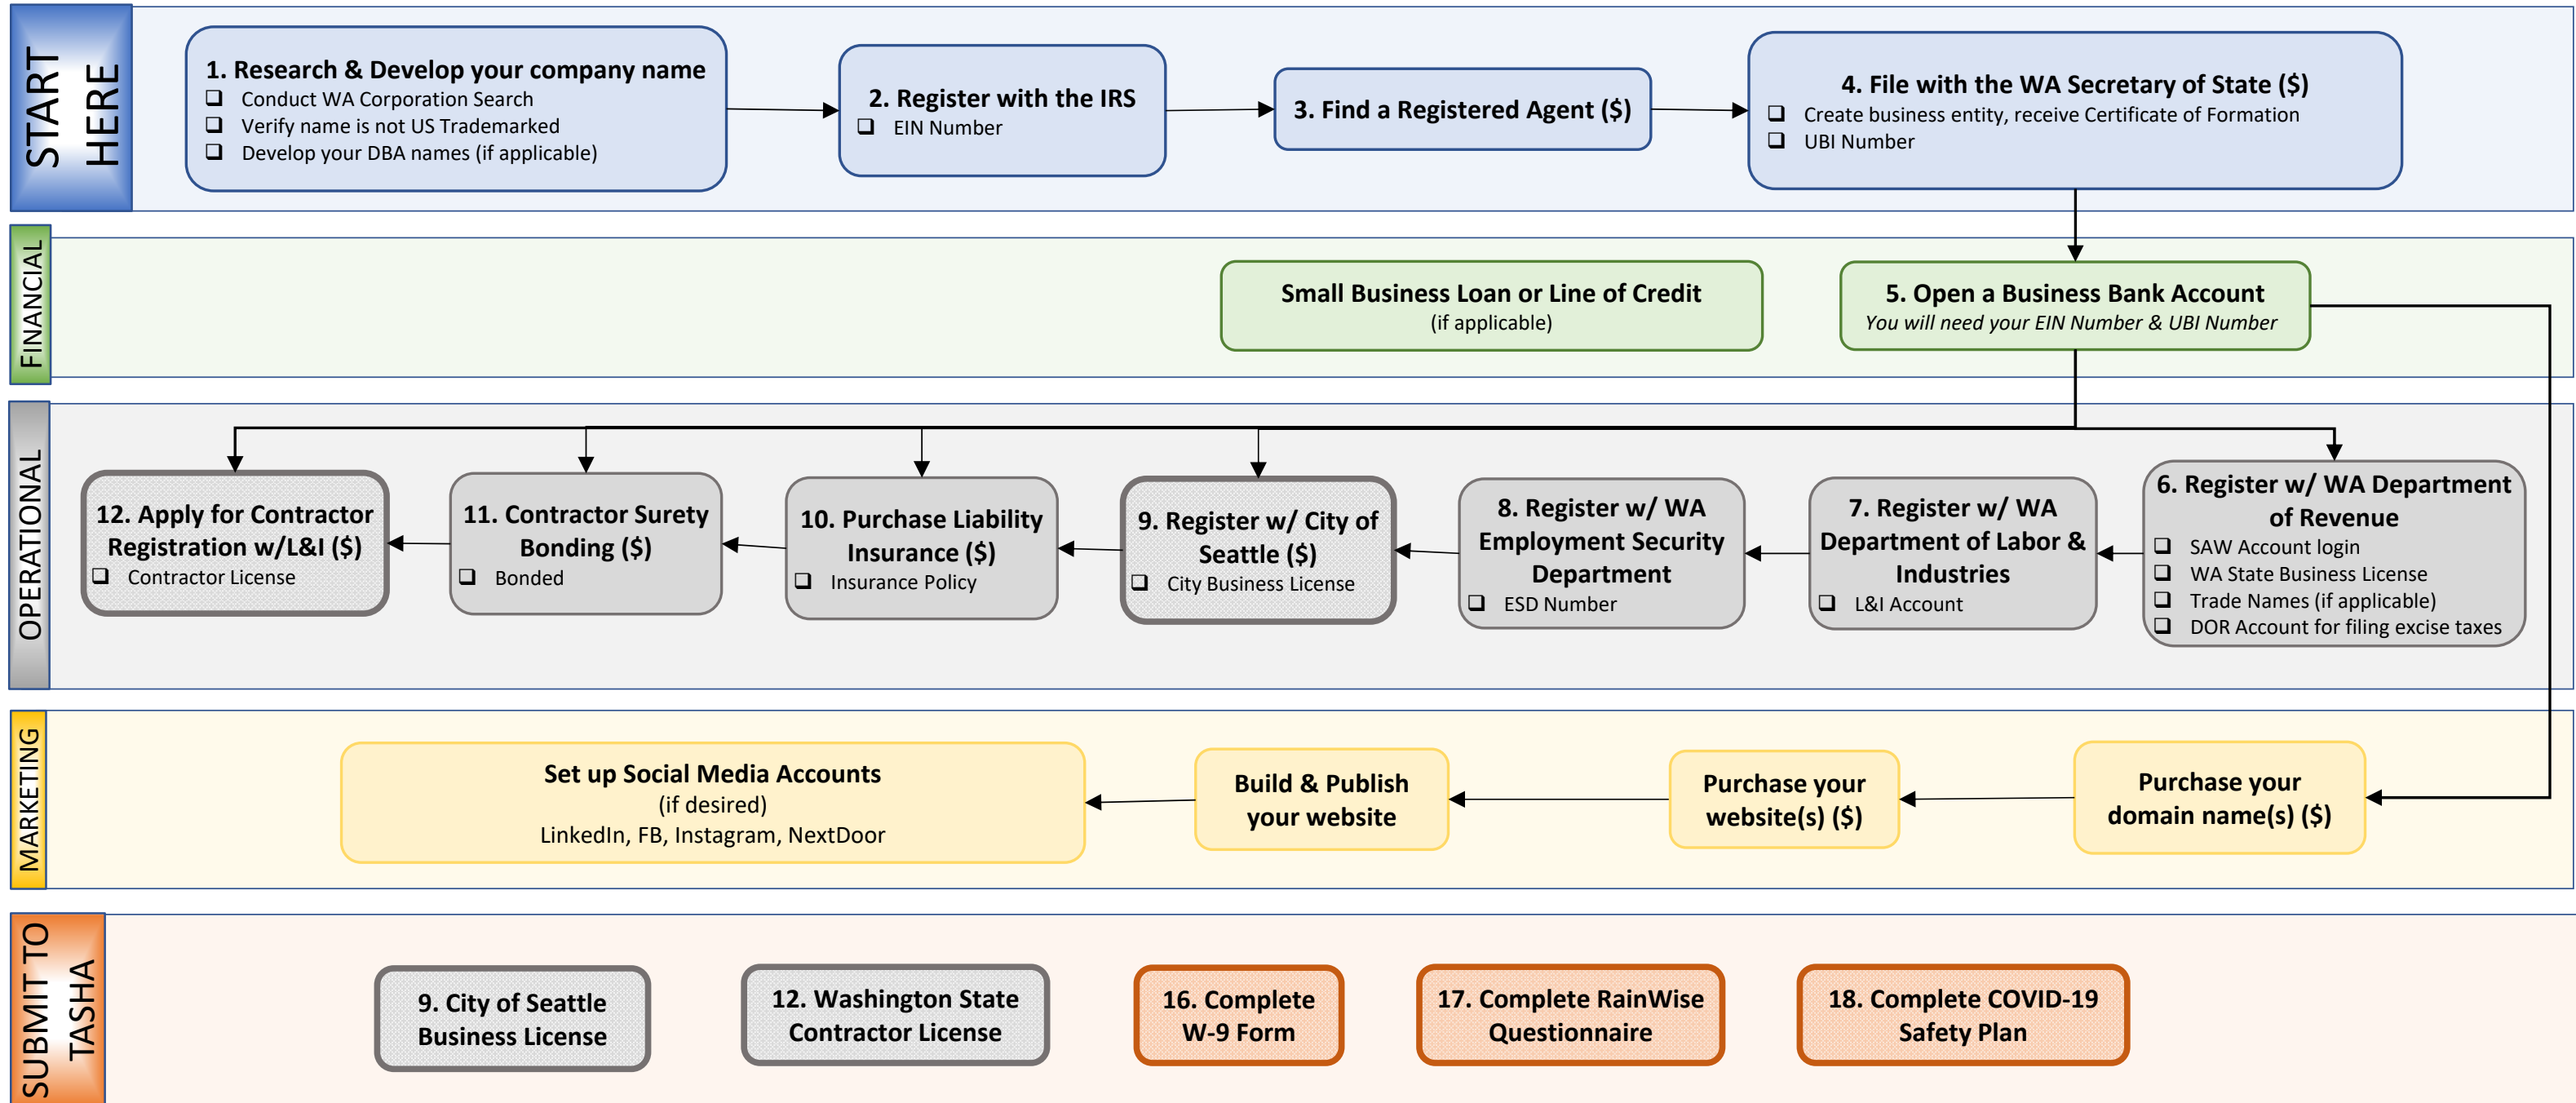 START
HERE
1. Research & Develop your company name
❑ Conduct WA Corporation Search
❑ Verify name is not US Trademarked
❑ Develop your DBA names (if applicable)
2. Register with the IRS
❑ EIN Number
3. Find a Registered Agent ($)
4. File with the WA Secretary of State ($)
❑ Create business entity, receive Certificate of Formation
❑ UBI Number
FINANCIAL
Small Business Loan or Line of Credit
(if applicable)
5. Open a Business Bank Account
You will need your EIN Number & UBI Number
OPERATIONAL
12. Apply for Contractor
Registration w/L&I ($)
❑ Contractor License
11. Contractor Surety
Bonding ($)
❑ Bonded
10. Purchase Liability
Insurance ($)
❑ Insurance Policy
9. Register w/ City of
Seattle ($)
❑ City Business License
8. Register w/ WA
Employment Security
Department
❑ ESD Number
7. Register w/ WA
Department of Labor &
Industries
❑ L&I Account
6. Register w/ WA Department
of Revenue
❑ SAW Account login
❑ WA State Business License
❑ Trade Names (if applicable)
❑ DOR Account for filing excise taxes
MARKETING
Set up Social Media Accounts
(if desired)
LinkedIn, FB, Instagram, NextDoor
Build & Publish
your website
Purchase your
website(s) ($)
Purchase your
domain name(s) ($)
SUBMIT TO
TASHA
9. City of Seattle
Business License
12. Washington State
Contractor License
16. Complete
W-9 Form
17. Complete RainWise
Questionnaire
18. Complete COVID-19
Safety Plan